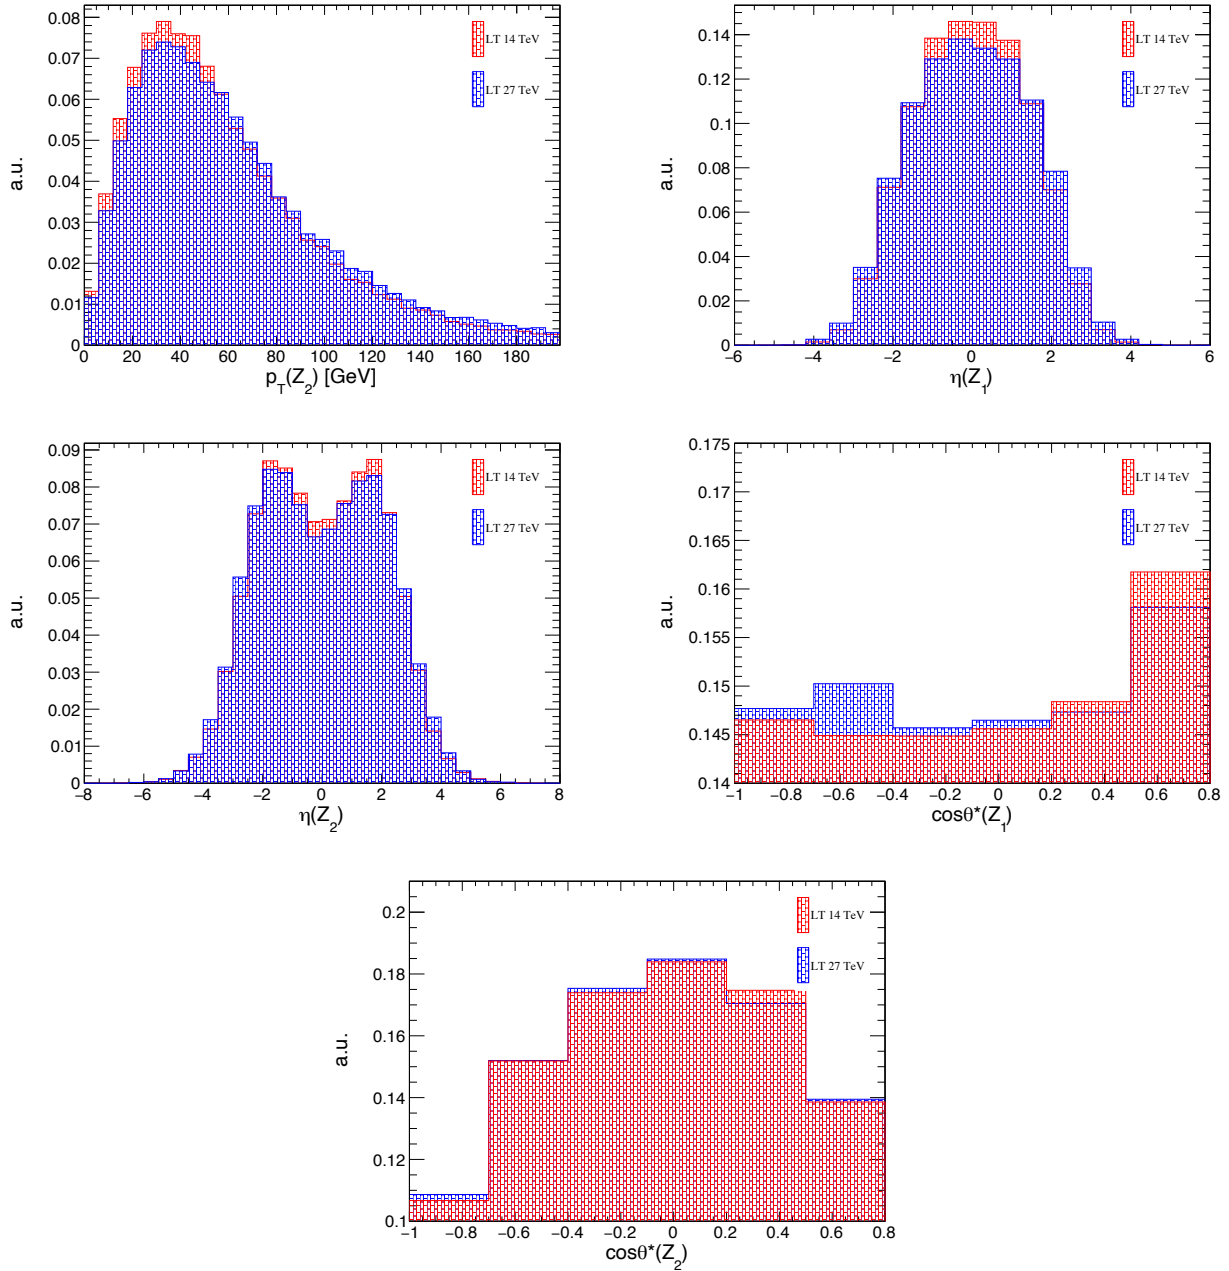 0.08
0.07
0.06
0.05
0.04
0.03
0.02
0.01
0
a.u.
LT 14 TeV
LT 27 TeV
0 20 40 60 80 100 120 140 160 180
p_T(Z_2) [GeV]
0.14
0.12
0.1
0.08
0.06
0.04
0.02
0
a.u.
LT 14 TeV
LT 27 TeV
−6 −4 −2 0 2 4 6
η(Z_1)
0.09
0.08
0.07
0.06
0.05
0.04
0.03
0.02
0.01
0
a.u.
LT 14 TeV
LT 27 TeV
−8 −6 −4 −2 0 2 4 6 8
η(Z_2)
0.175
0.17
0.165
0.16
0.155
0.15
0.145
0.14
a.u.
LT 14 TeV
LT 27 TeV
−1 −0.8 −0.6 −0.4 −0.2 0 0.2 0.4 0.6 0.8
cosθ*(Z_1)
0.2
0.18
0.16
0.14
0.12
0.1
a.u.
LT 14 TeV
LT 27 TeV
−1 −0.8 −0.6 −0.4 −0.2 0 0.2 0.4 0.6 0.8
cosθ*(Z_2)